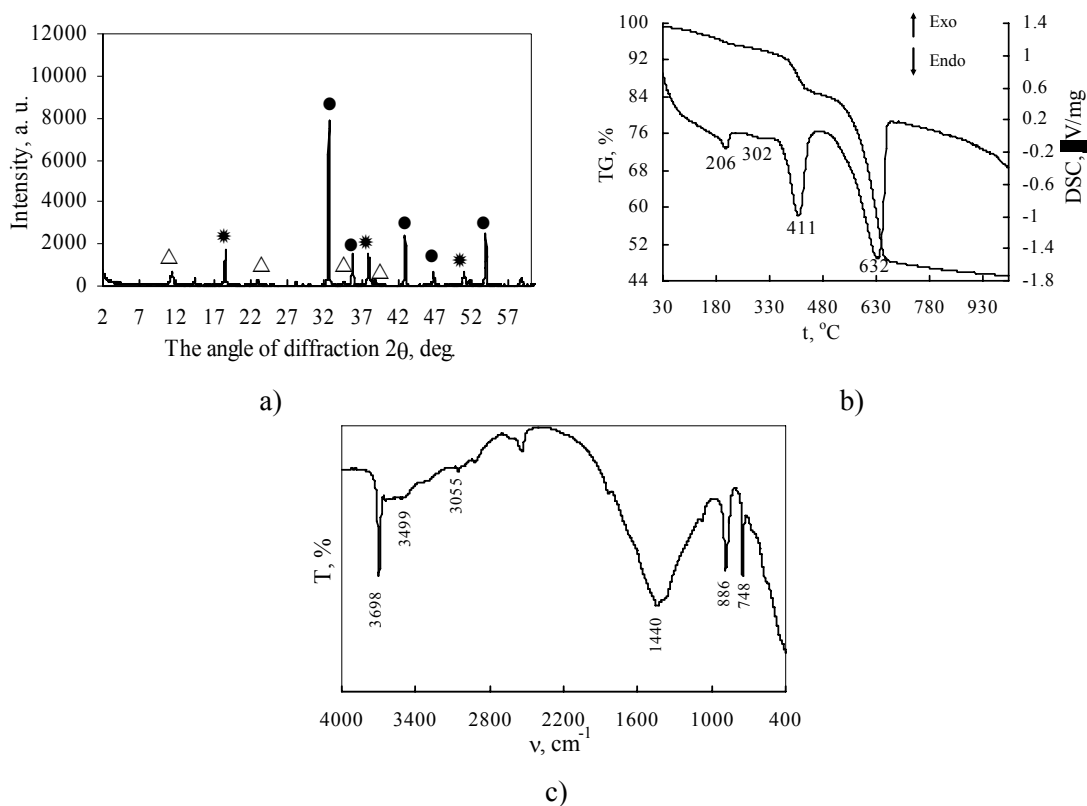 12000
10000
8000
6000
4000
2000
0
Intensity, a. u.
2 7 12 17 22 27 32 37 42 47 52 57
The angle of diffraction 2θ, deg.
a)
100
92
84
76
68
60
52
44
TG, %
Exo
Endo
1.4
1
0.6
0.2
-0.2
-0.6
-1
-1.4
-1.8
DSC, V/mg
206
302
411
632
30 180 330 480 630 780 930
t, °C
b)
T, %
3698
3499
3055
1440
886
748
4000 3400 2800 2200 1600 1000 400
ν, cm-1
c)